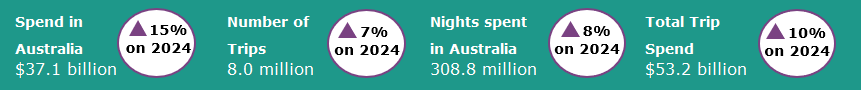 Spend in
Australia
$37.1 billion
▲15%
on 2024
Number of
Trips
8.0 million
▲7%
on 2024
Nights spent
in Australia
308.8 million
▲8%
on 2024
Total Trip
Spend
$53.2 billion
▲10%
on 2024